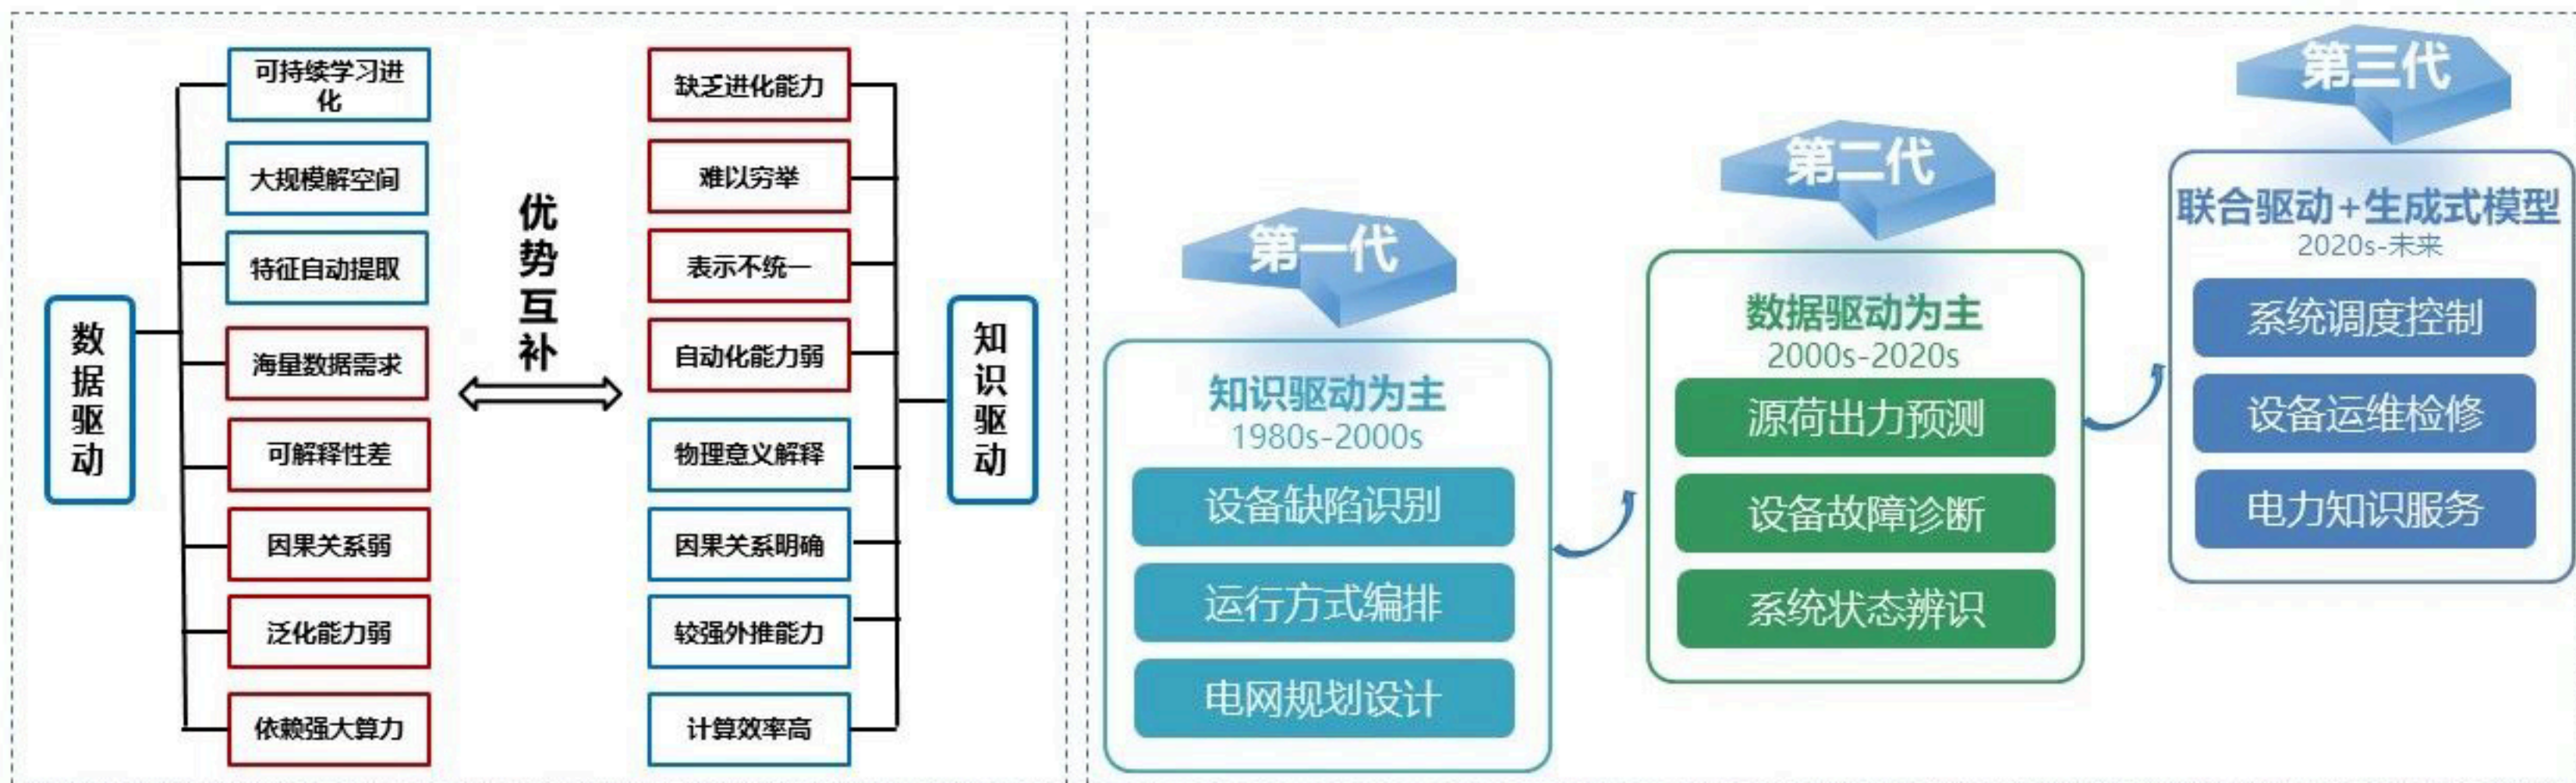 数
据
驱
动
可持续学习进
化
大规模解空间
特征自动提取
海量数据需求
可解释性差
因果关系弱
泛化能力弱
依赖强大算力
优
势
互
补
缺乏进化能力
难以穷举
表示不统一
自动化能力弱
物理意义解释
因果关系明确
较强外推能力
计算效率高
知
识
驱
动
第一代
知识驱动为主
1980s-2000s
设备缺陷识别
运行方式编排
电网规划设计
第二代
数据驱动为主
2000s-2020s
源荷出力预测
设备故障诊断
系统状态辨识
第三代
联合驱动+生成式模型
2020s-未来
系统调度控制
设备运维检修
电力知识服务